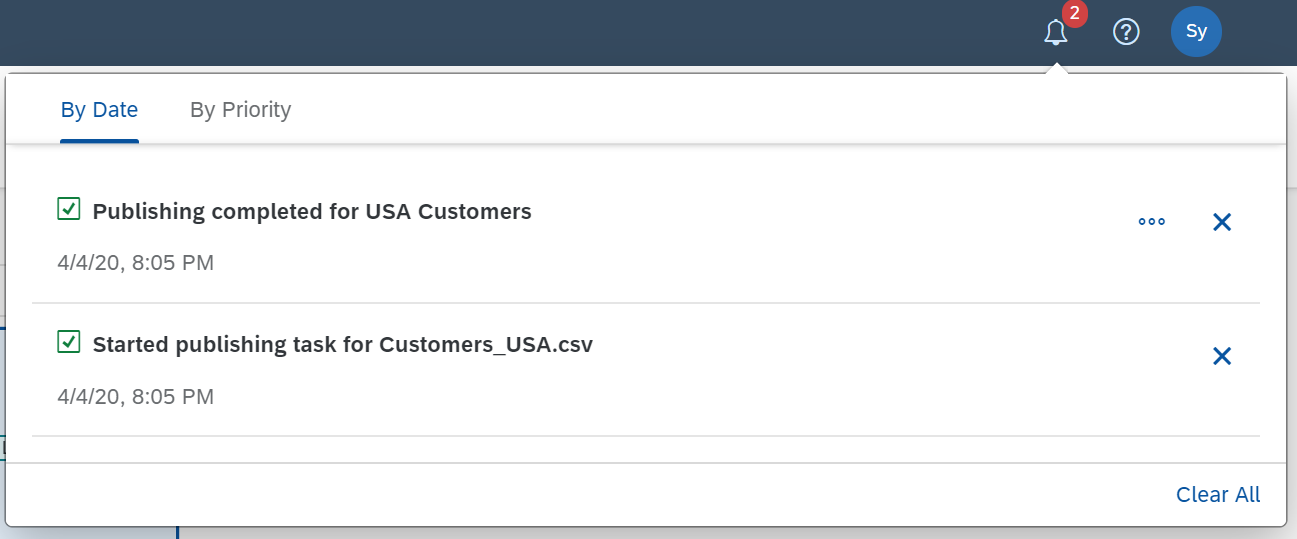 2
Sy
By Date
By Priority
Publishing completed for USA Customers
4/4/20, 8:05 PM
Started publishing task for Customers_USA.csv
4/4/20, 8:05 PM
Clear All